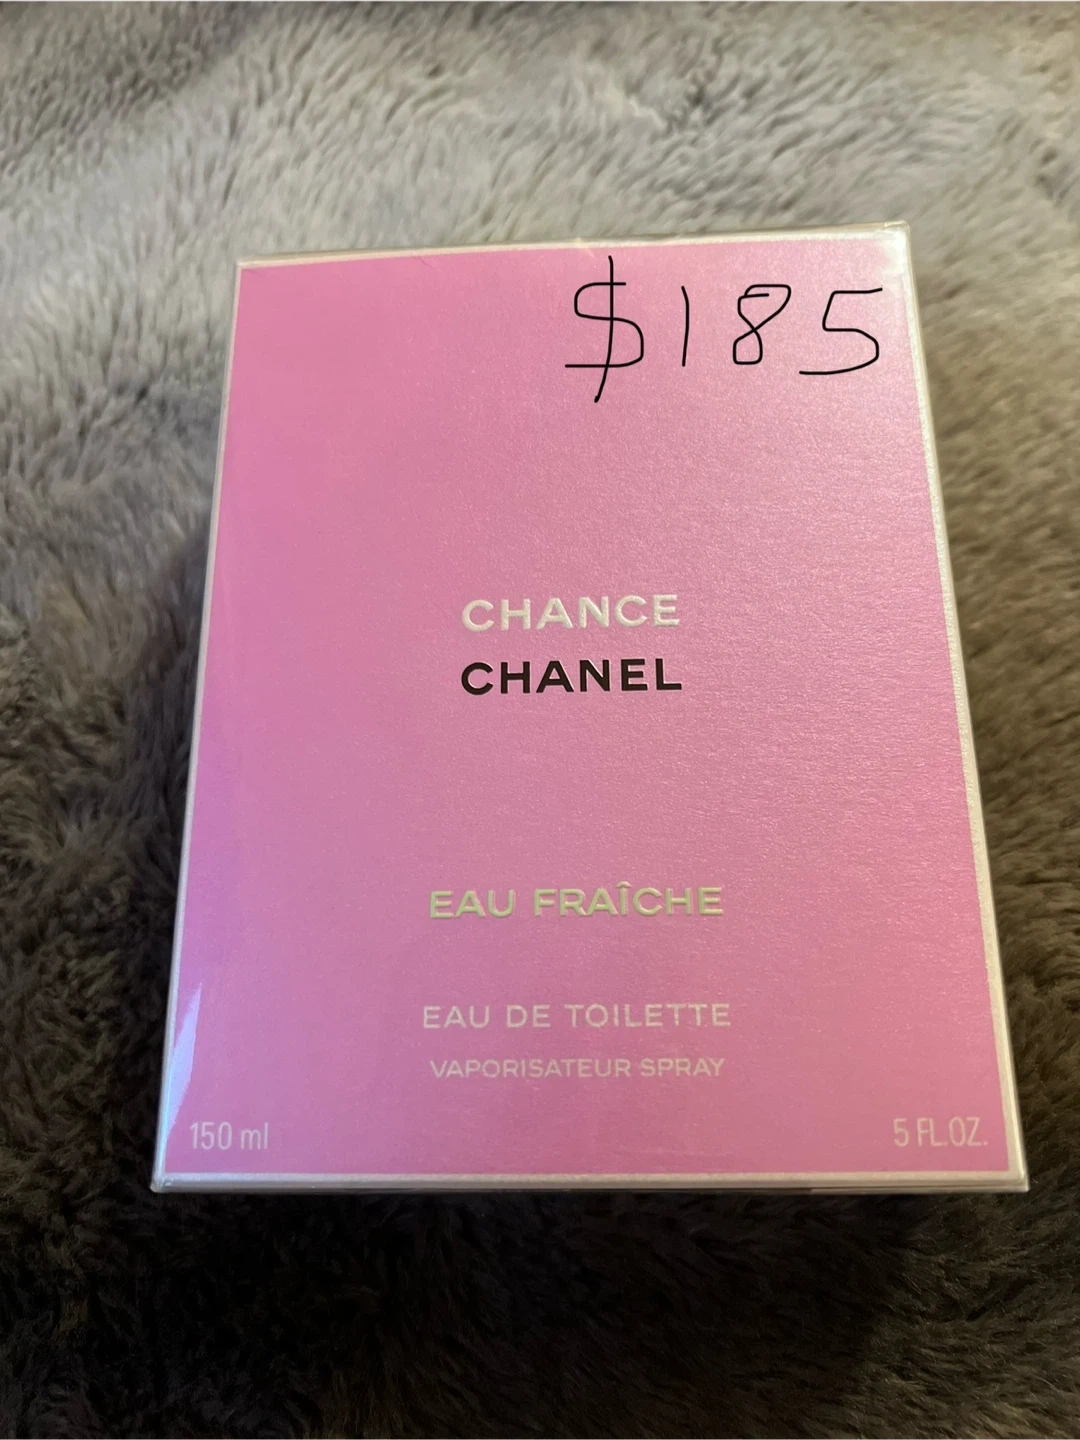 $185
CHANCE
CHANEL
EAU FRAÎCHE
EAU DE TOILETTE
VAPORISATEUR SPRAY
150 ml
5 FL.OZ.